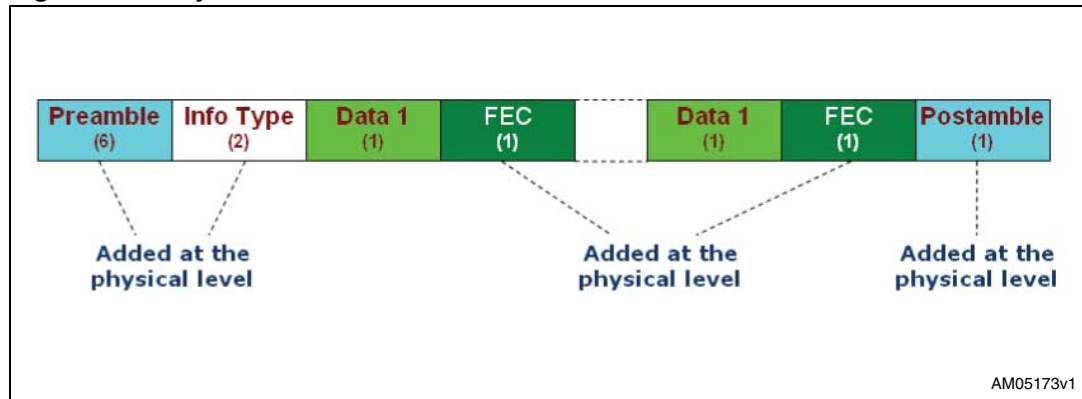 Preamble
(6)
Info Type
(2)
Data 1
(1)
FEC
(1)
Data 1
(1)
FEC
(1)
Postamble
(1)
Added at the
physical level
Added at the
physical level
Added at the
physical level
AM05173v1